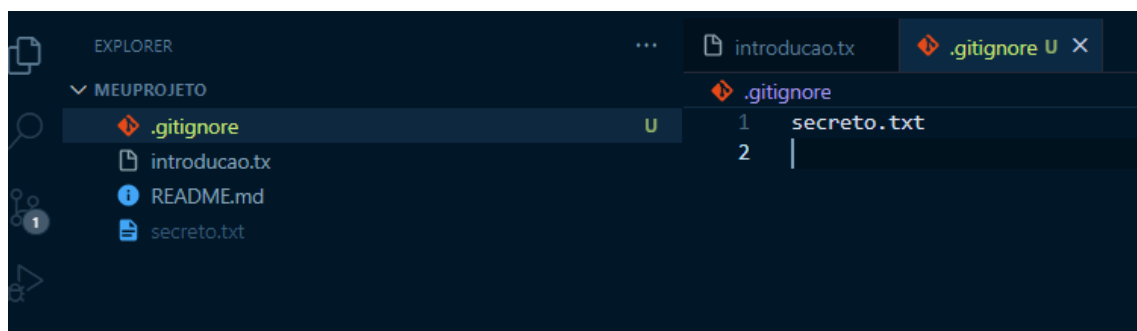 EXPLORER ...
MEUPROJETO
.gitignore U
introducao.tx
README.md
secreto.txt
1
introducao.tx .gitignore U
.gitignore
1 secreto.txt
2